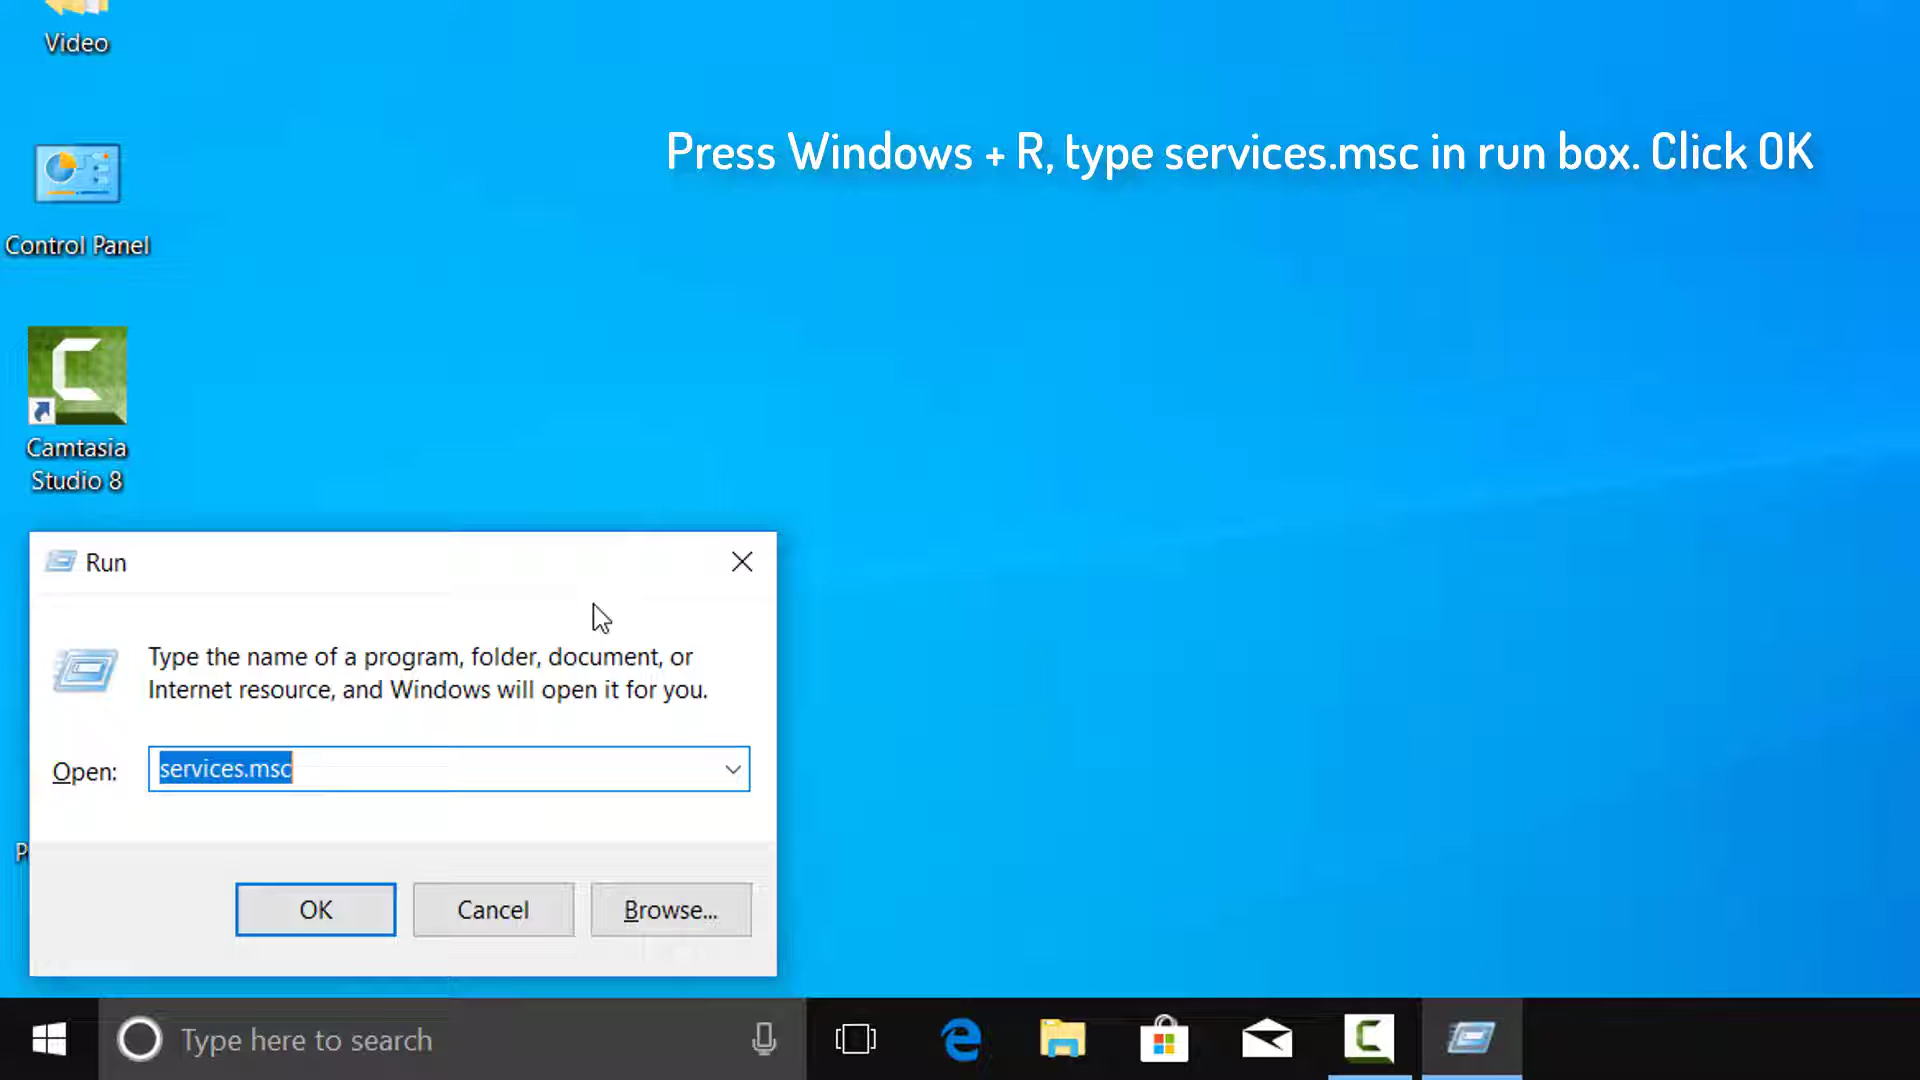 Video
Press Windows + R, type services.msc in run box. Click OK
Control Panel
Camtasia
Studio 8
Run
Type the name of a program, folder, document, or
Internet resource, and Windows will open it for you.
Open:
services.msc
P
OK
Cancel
Browse...
Type here to search